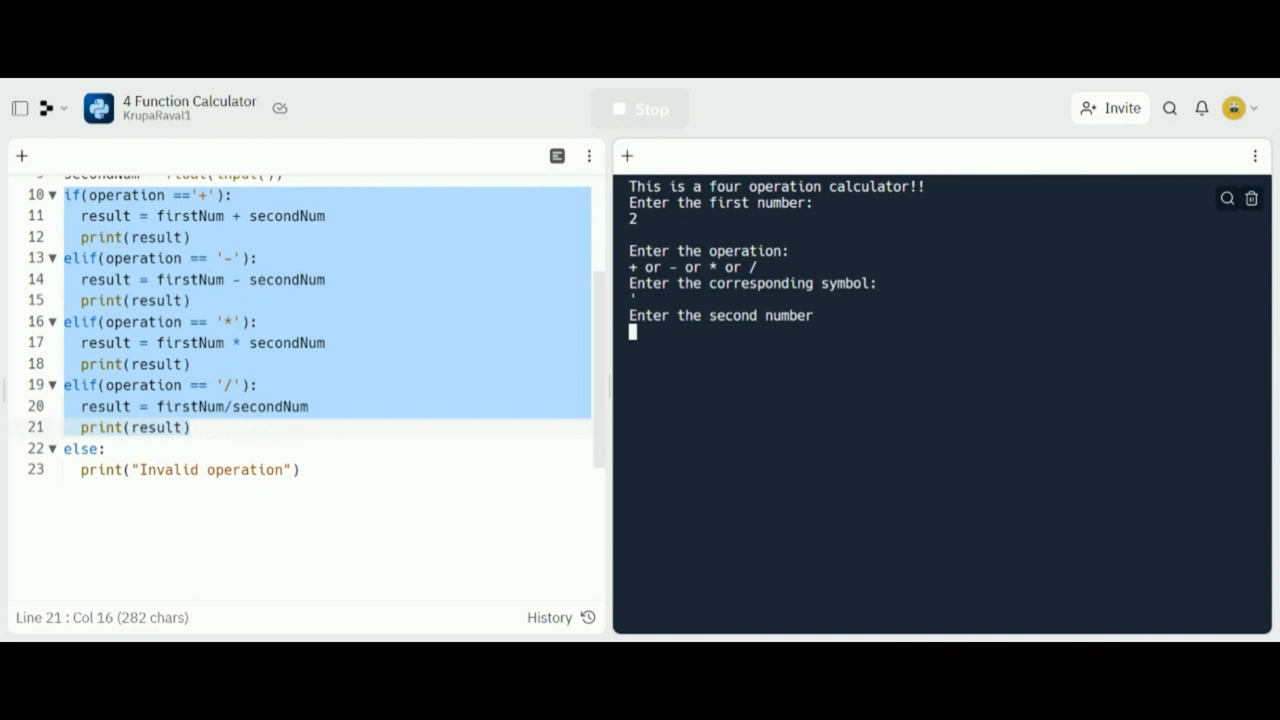 4 Function Calculator
KrupaRaval1
Stop
Invite
10 if(operation =='+'):
11 result = firstNum + secondNum
12 print(result)
13 elif(operation == '-'):
14 result = firstNum - secondNum
15 print(result)
16 elif(operation == '*'):
17 result = firstNum * secondNum
18 print(result)
19 elif(operation == '/'):
20 result = firstNum/secondNum
21 print(result)
22 else:
23 print("Invalid operation")
Line 21 : Col 16 (282 chars)
History
This is a four operation calculator!!
Enter the first number:
2
Enter the operation:
+ or - or * or /
Enter the corresponding symbol:
'
Enter the second number